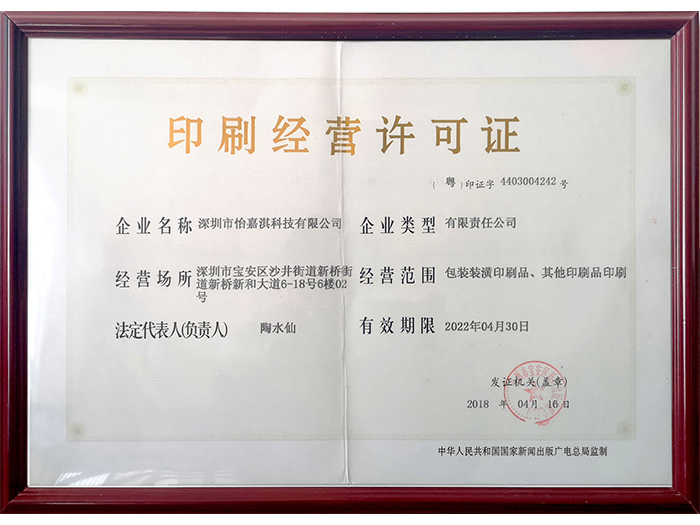 印刷经营许可证
（粤）印证字 4403004242 号
企业名称 深圳市怡嘉淇科技有限公司
企业类型 有限责任公司
经营场所 深圳市宝安区沙井街道新桥街
道新桥新和大道6-18号6楼02
号
经营范围 包装装潢印刷品、其他印刷品印刷
法定代表人(负责人) 陶水仙
有效期限 2022年04月30日
发证机关(盖章)
2018 年 04月 16日
中华人民共和国国家新闻出版广电总局监制